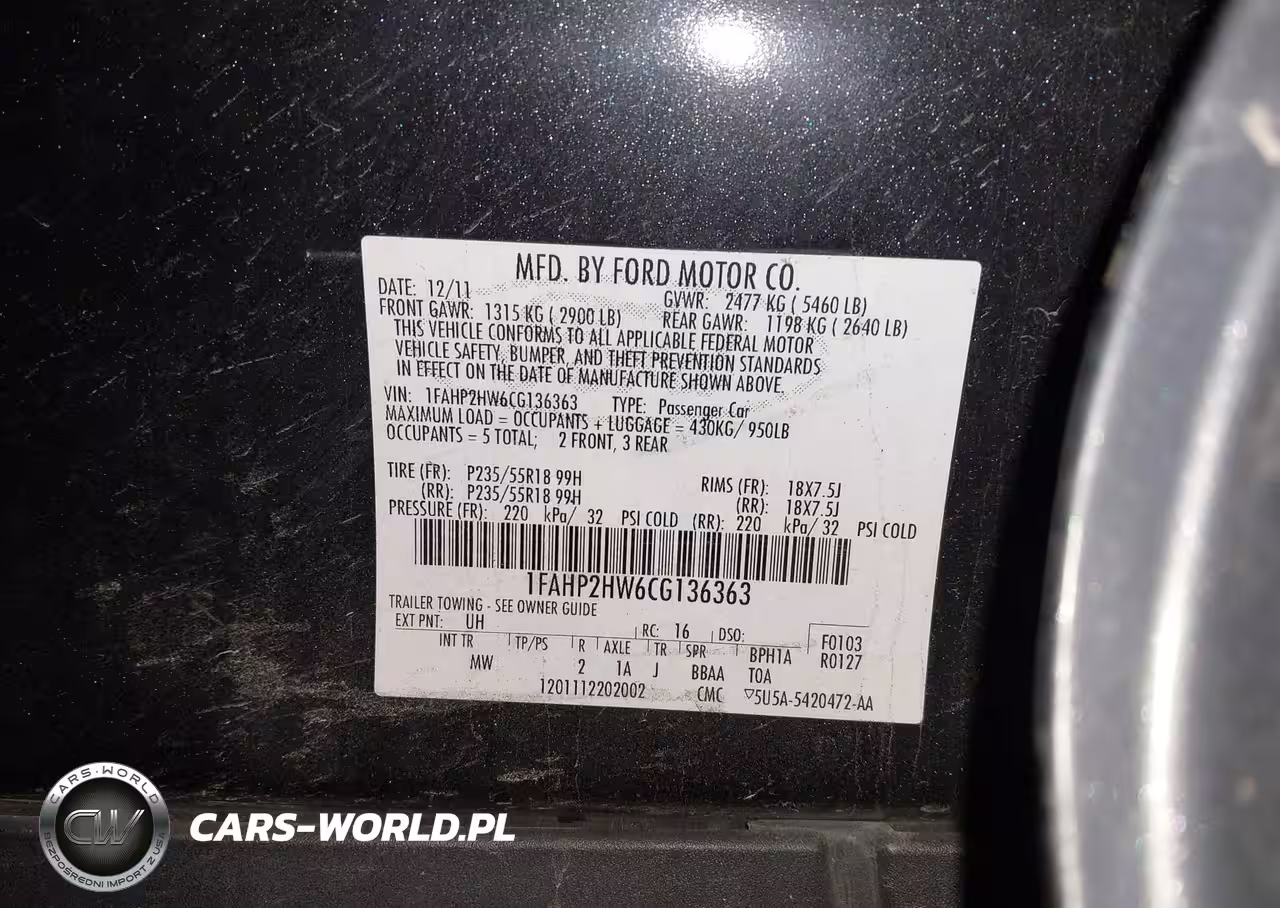 MFD. BY FORD MOTOR CO.
DATE: 12/11 GVWR: 2477 KG ( 5460 LB)
FRONT GAWR: 1315 KG ( 2900 LB) REAR GAWR: 1198 KG ( 2640 LB)
THIS VEHICLE CONFORMS TO ALL APPLICABLE FEDERAL MOTOR
VEHICLE SAFETY, BUMPER, AND THEFT PREVENTION STANDARDS
IN EFFECT ON THE DATE OF MANUFACTURE SHOWN ABOVE.
VIN: 1FAHP2HW6CG136363 TYPE: Passenger Car
MAXIMUM LOAD = OCCUPANTS + LUGGAGE = 430KG/ 950LB
OCCUPANTS = 5 TOTAL; 2 FRONT, 3 REAR
TIRE (FR): P235/55R18 99H RIMS (FR): 18X7.5J
(RR): P235/55R18 99H (RR): 18X7.5J
PRESSURE (FR): 220 kPa/ 32 PSI COLD (RR): 220 kPa/ 32 PSI COLD
1FAHP2HW6CG136363
TRAILER TOWING - SEE OWNER GUIDE
EXT PNT: UH RC: 16 DSO: F0103
INT TR TP/PS R AXLE TR SPR BPH1A R0127
MW 2 1A J BBAA TOA
1201112202002 CMC ▽5U5A-5420472-AA
CARS-WORLD
CW
BEZPOŚREDNI IMPORT Z USA
CARS-WORLD.PL